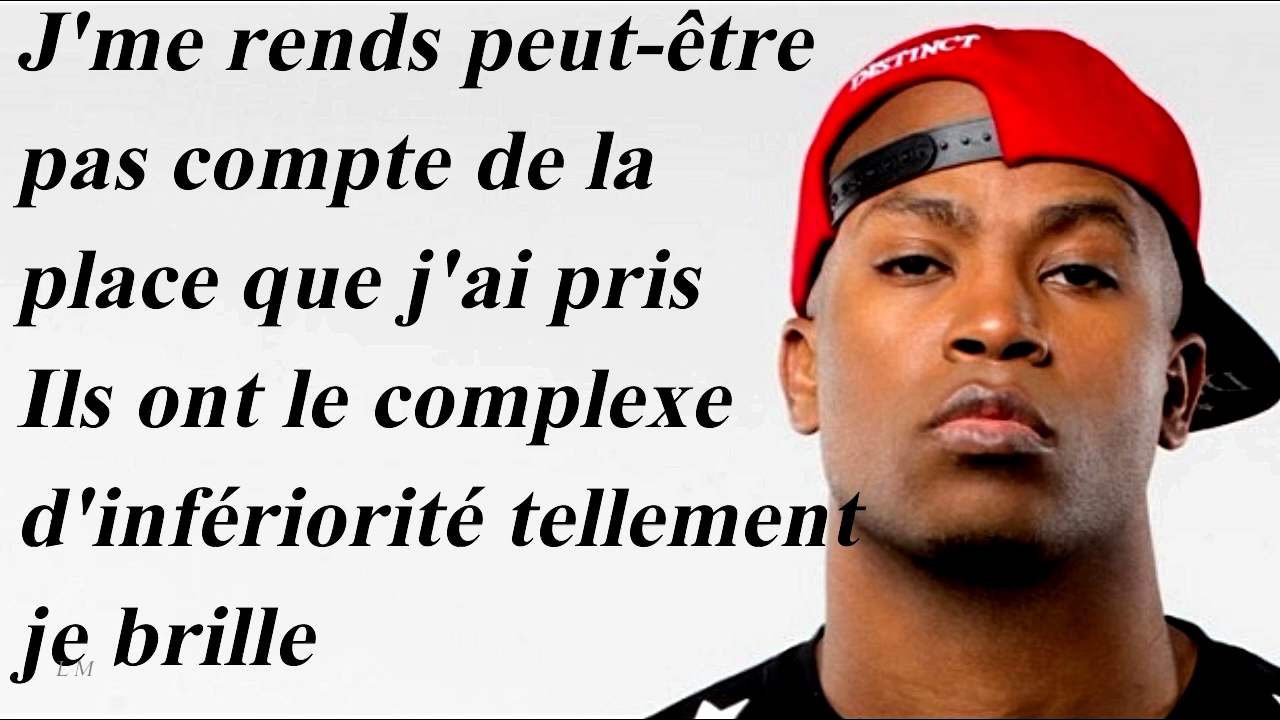 J'me rends peut-être
pas compte de la
place que j'ai pris
Ils ont le complexe
d'infériorité tellement
je brille
L M
DISTINCT